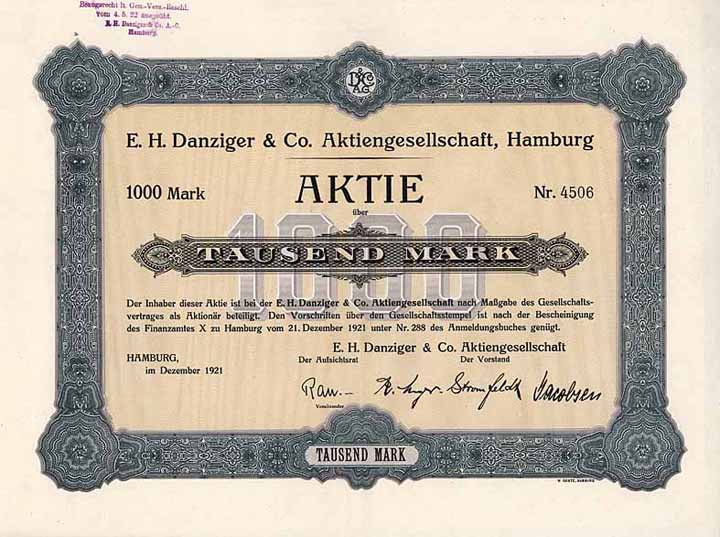 Bezugsrecht lt. Gen.-Vers.-Beschl.
vom 4. 5. 22 ausgeübt.
E. H. Danziger & Co. A.-G.
Hamburg.
D & Co
A.G.
E. H. Danziger & Co. Aktiengesellschaft, Hamburg
1000 Mark
AKTIE
Nr. 4506
über
1000
TAUSEND MARK
Der Inhaber dieser Aktie ist bei der E. H. Danziger & Co. Aktiengesellschaft nach Maßgabe des Gesellschafts-
vertrages als Aktionär beteiligt. Den Vorschriften über den Gesellschaftsstempel ist nach der Bescheinigung
des Finanzamtes X zu Hamburg vom 21. Dezember 1921 unter Nr. 288 des Anmeldungsbuches genügt.
E. H. Danziger & Co. Aktiengesellschaft
HAMBURG,
Der Aufsichtsrat
Der Vorstand
im Dezember 1921
Rau.
Stromfeldt
Jacobsen
Vorsitzender
TAUSEND MARK